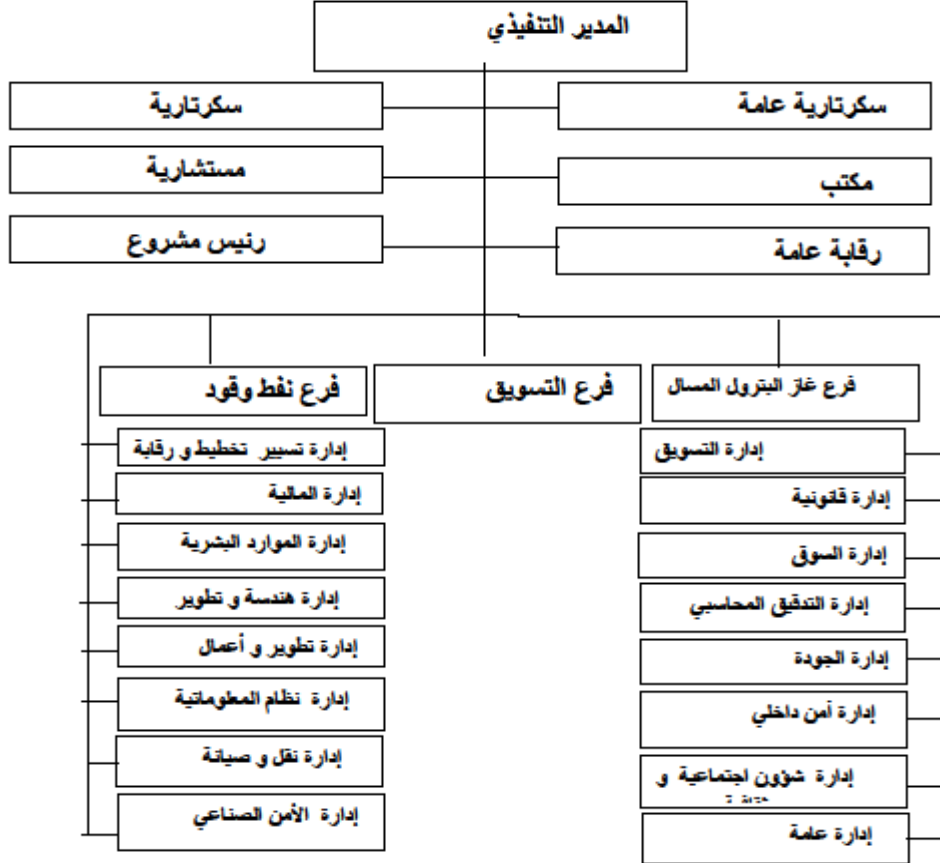 المدير التنفيذي
سكرتارية عامة
سكرتارية
مكتب
مستشارية
رقابة عامة
رئيس مشروع
فرع غاز البترول المسال
فرع التسويق
فرع نفط وقود
إدارة التسويق
إدارة قانونية
إدارة السوق
إدارة التدقيق المحاسبي
إدارة الجودة
إدارة أمن داخلي
إدارة شؤون اجتماعية و
إدارة عامة
إدارة تسيير تخطيط و رقابة
إدارة المالية
إدارة الموارد البشرية
إدارة هندسة و تطوير
إدارة تطوير و أعمال
إدارة نظام المعلوماتية
إدارة نقل و صيانة
إدارة الأمن الصناعي